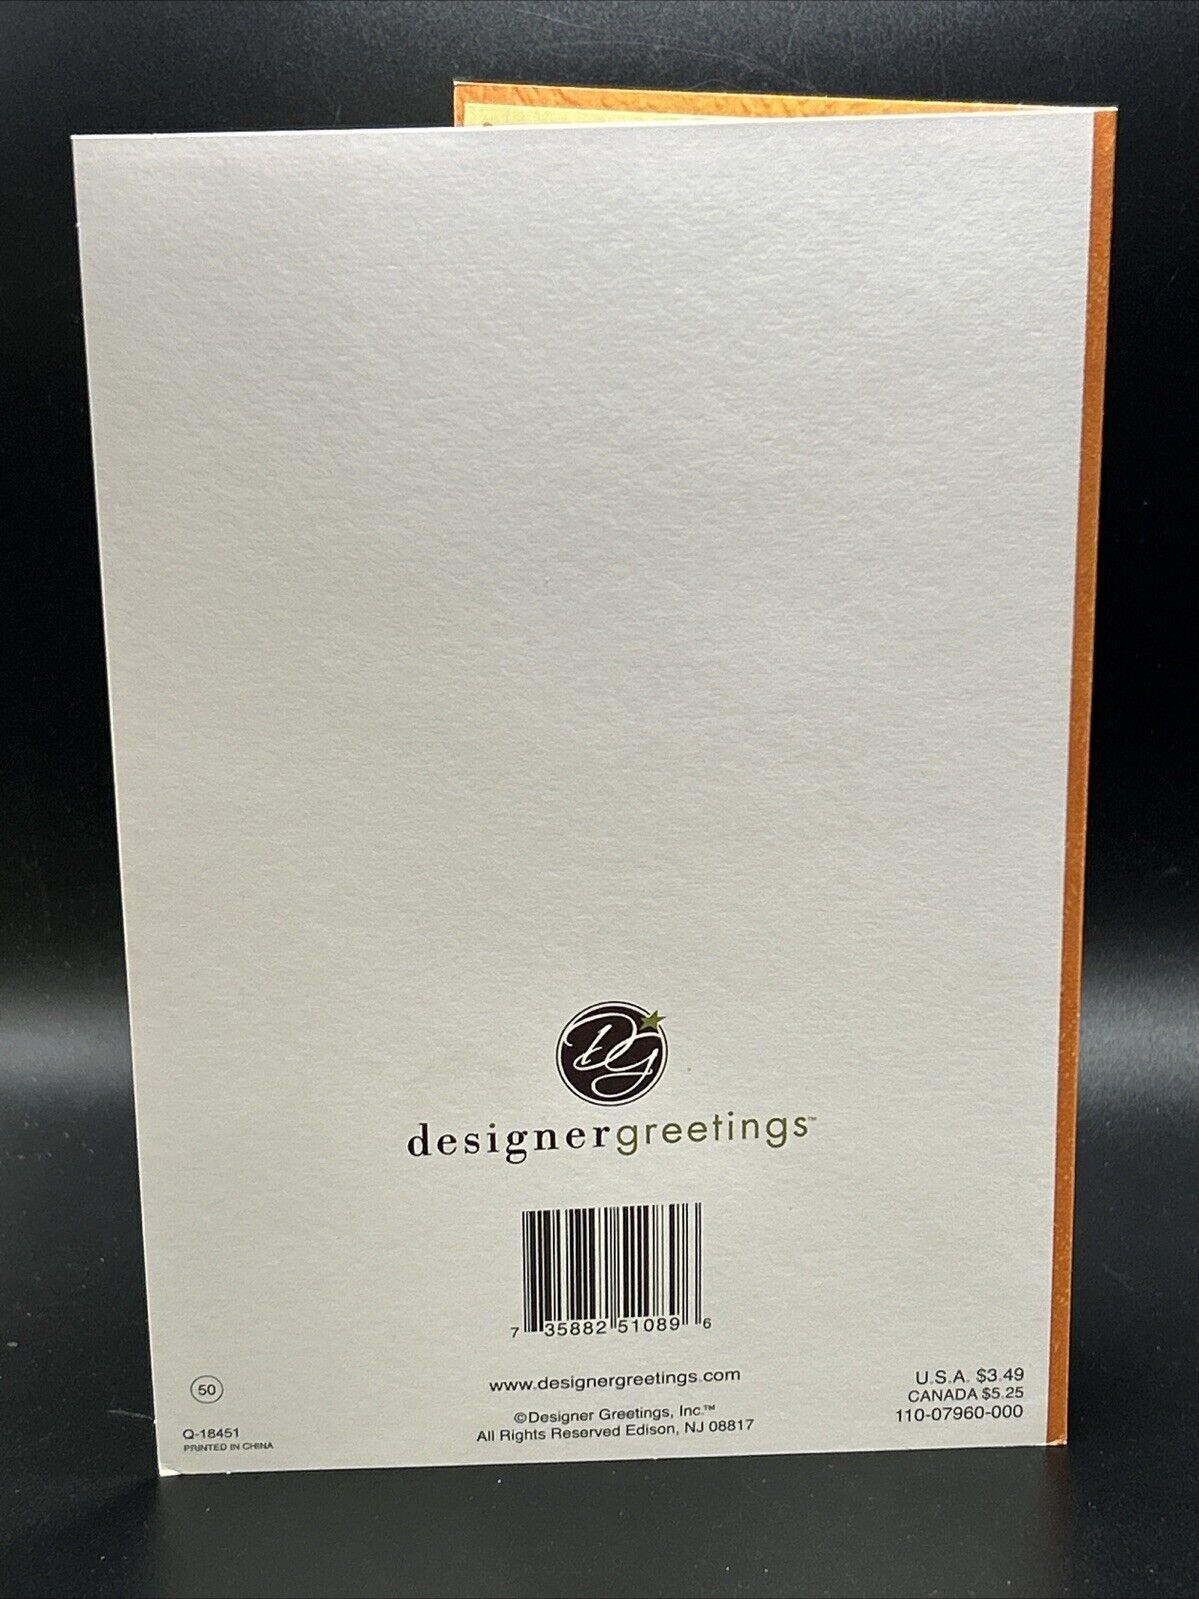 DG
designergreetings™
7 35882 51089 6
www.designergreetings.com
©Designer Greetings, Inc.™
All Rights Reserved Edison, NJ 08817
50
Q-18451
PRINTED IN CHINA
U.S.A. $3.49
CANADA $5.25
110-07960-000